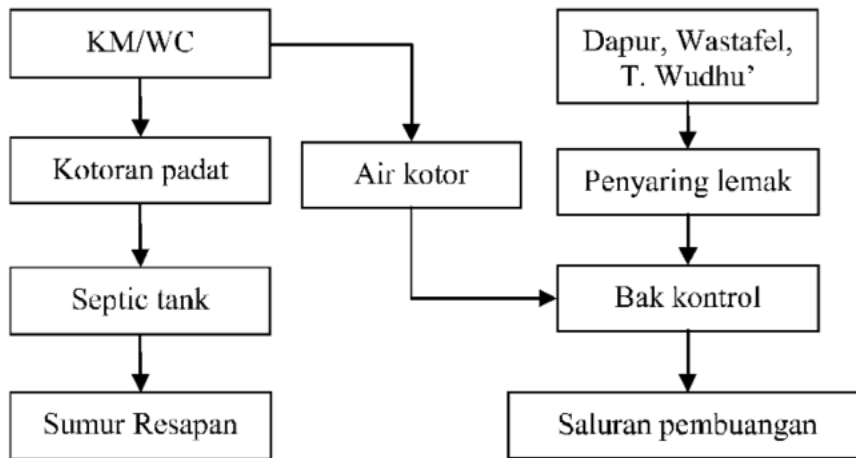 KM/WC
Dapur, Wastafel,
T. Wudhu’
Kotoran padat
Air kotor
Penyaring lemak
Septic tank
Bak kontrol
Sumur Resapan
Saluran pembuangan